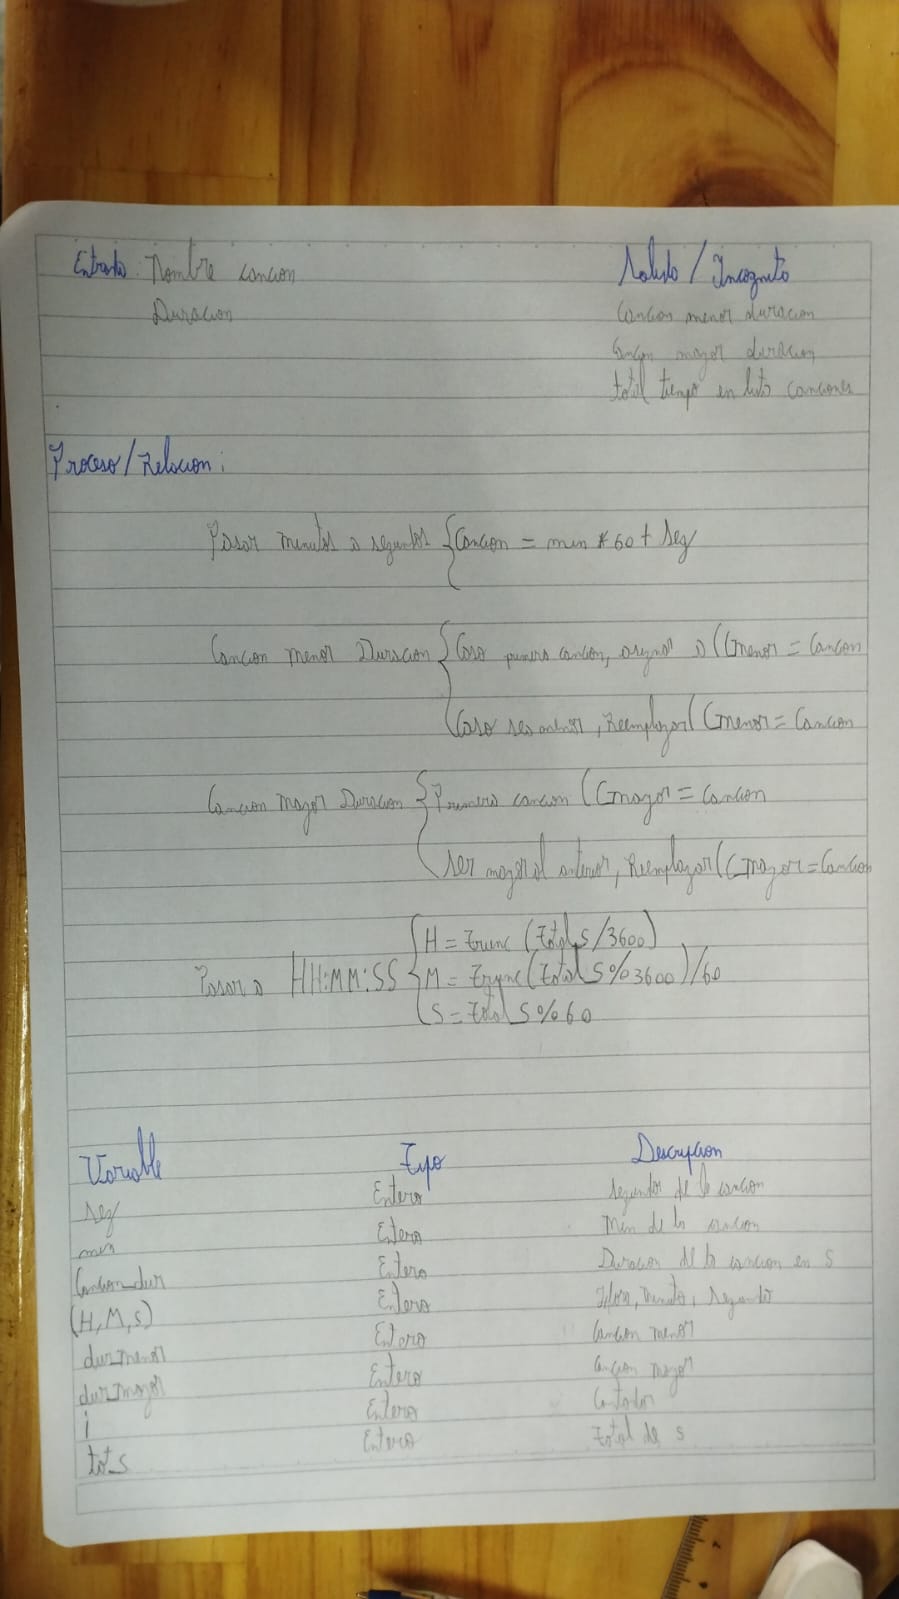 Entrada: Nombre cancion
Duracion
Salida / Incognita
Cancion menor duracion
Cancion mayor duracion
total tiempo en lista canciones
Proceso/Relacion:
Pasar minutos a segundos { Cancion = min * 60 + seg
Cancion menor Duracion { Caso primera cancion, asignar a (Cmenor = Cancion
Caso sea menor, Reemplazar (Cmenor = Cancion
Cancion mayor Duracion { Primera cancion (Cmayor = Cancion
ser mayor al anterior, Reemplazar (Cmayor = Cancion
H = Trunc (Total S/3600)
Pasar a HH:MM:SS { M = Trunc (Total S%3600)/60
S = Total S%60
Variable Tipo Descripcion
seg Entero segundos de la cancion
min Entero Min de la cancion
Cancion_dur Entero Duracion de la cancion en s
(H, M, S) Entero Hora, Minuto, Segundo
dur_menor Entero Cancion menor
dur_mayor Entero Cancion mayor
i Entero Contador
tot_s Entero Total de s